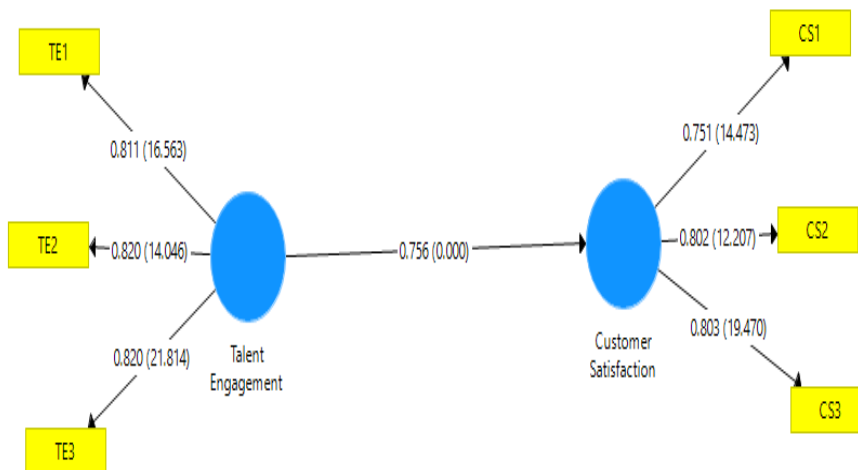 TE1
CS1
0.811 (16.563)
0.751 (14.473)
TE2
0.820 (14.046)
0.756 (0.000)
0.802 (12.207)
CS2
0.820 (21.814)
Talent
Engagement
Customer
Satisfaction
0.803 (19.470)
TE3
CS3